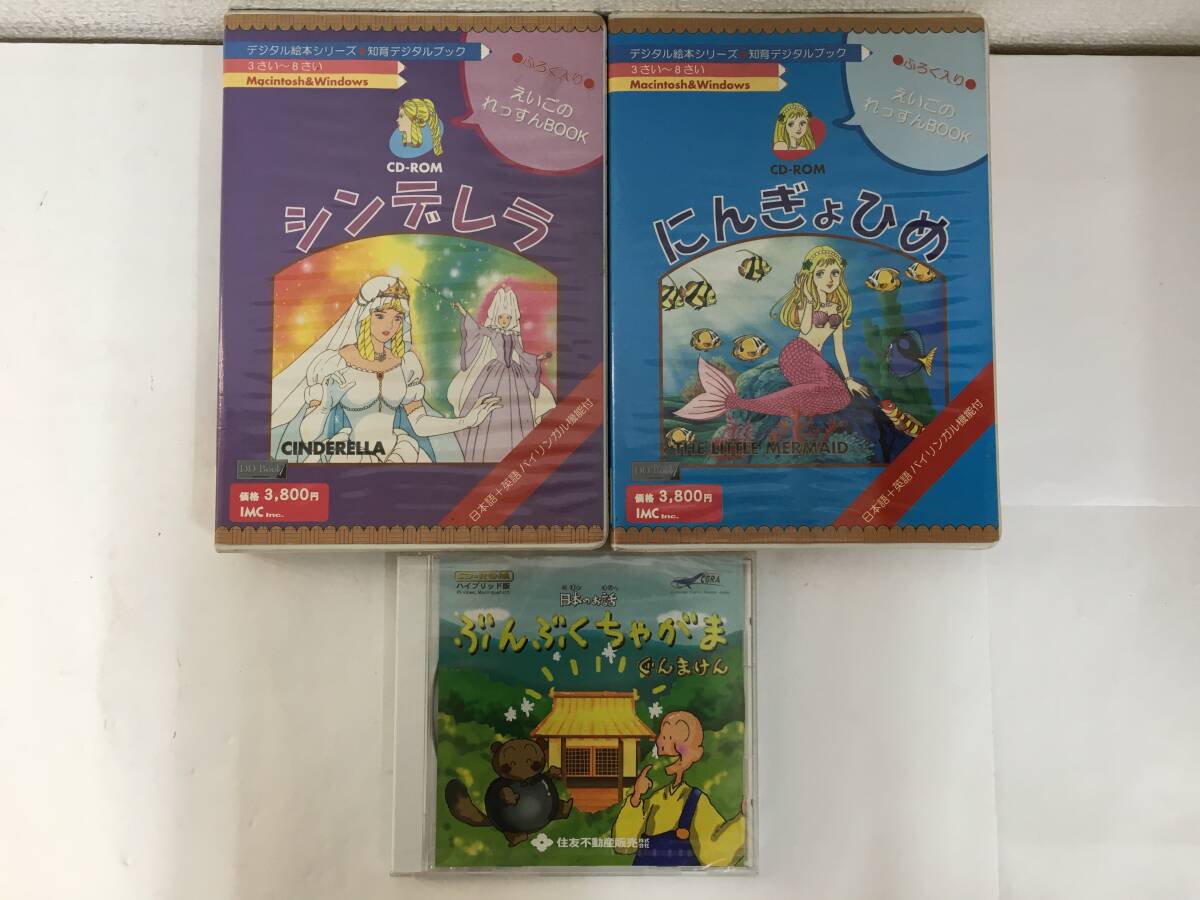 デジタル絵本シリーズ●知育デジタルブック
3さい～8さい
Macintosh&Windows
●ふろく入り●
えいごの
れっすんBOOK
CD-ROM
シンデレラ
CINDERELLA
DD Book
価格 3,800円
IMC Inc.
日本語＋英語 バイリンガル機能付
デジタル絵本シリーズ●知育デジタルブック
3さい～8さい
Macintosh&Windows
●ふろく入り●
えいごの
れっすんBOOK
CD-ROM
にんぎょひめ
THE LITTLE MERMAID
DD Book
価格 3,800円
IMC Inc.
日本語＋英語 バイリンガル機能付
ハイブリッド版
CGRA
日本のお話
ぶんぶくちゃがま
ぐんまけん
住友不動産販売株式会社